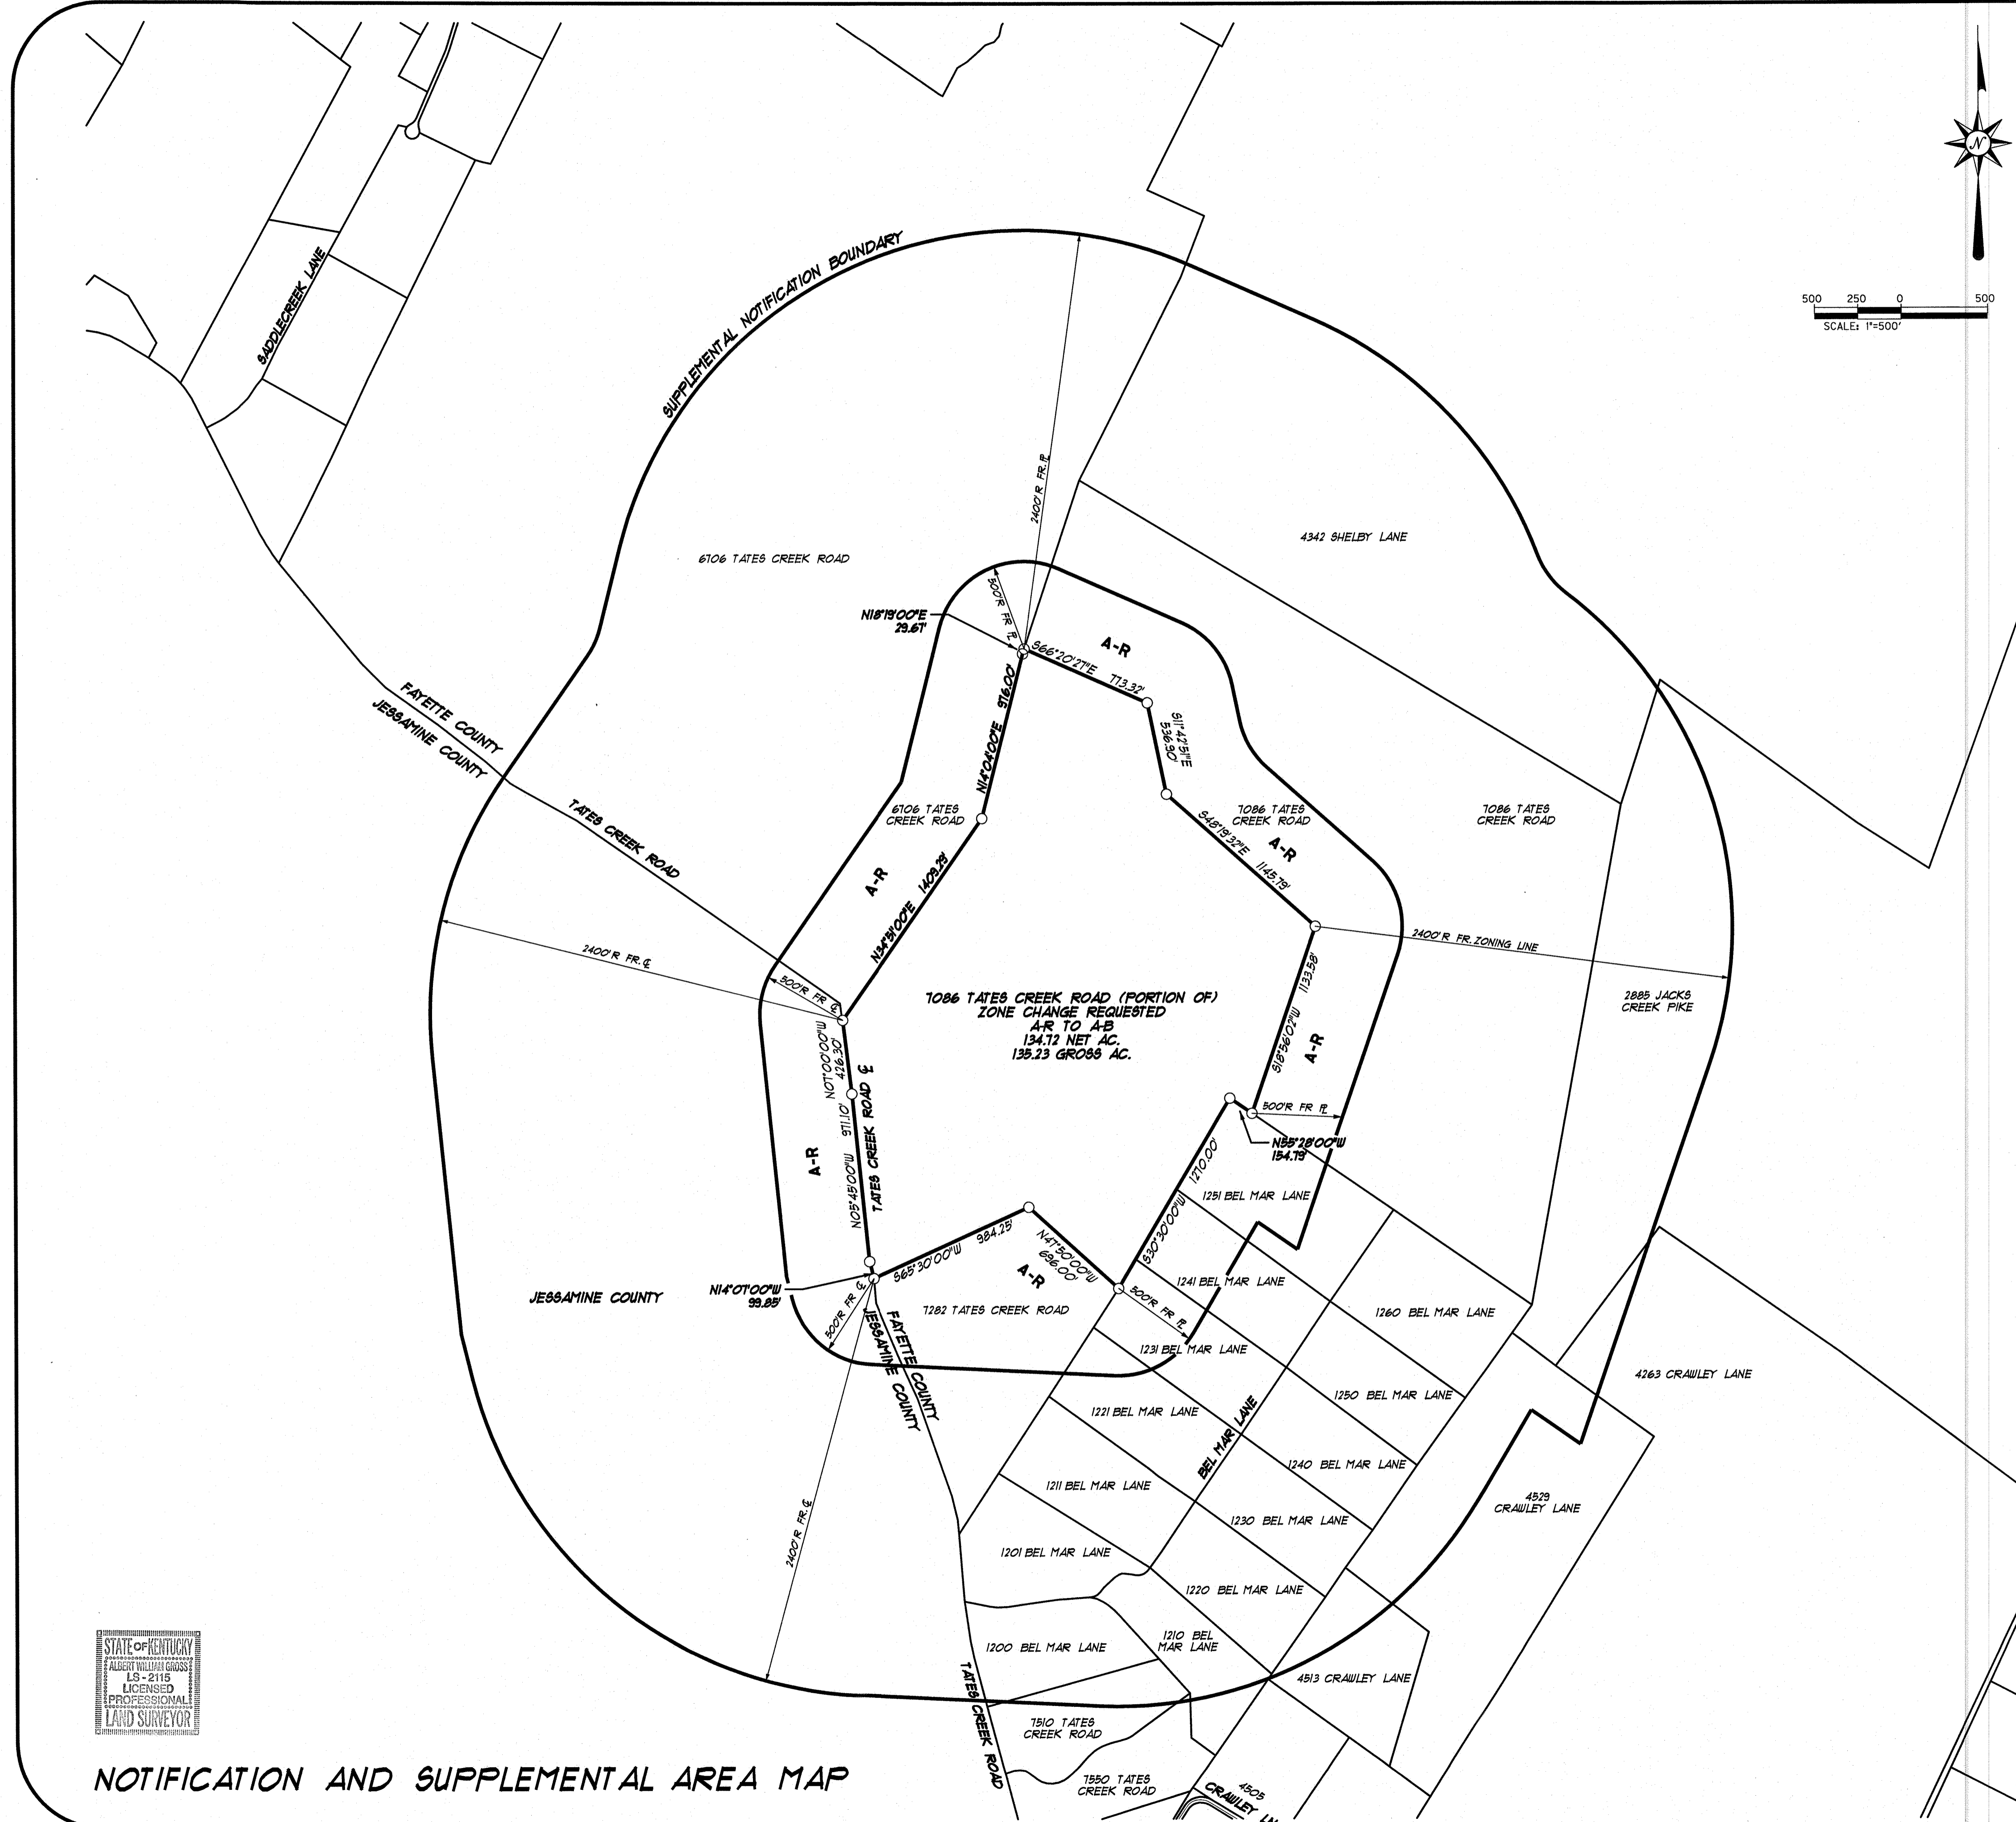 N
500 250 0 500
SCALE: 1"=500'
SADDLECREEK LANE
SUPPLEMENTAL NOTIFICATION BOUNDARY
2400'R FR. ℙL
4342 SHELBY LANE
6706 TATES CREEK ROAD
500'R FR ℙL
N18°19'00"E
29.67'
A-R
S66°20'27"E 773.32'
N14°04'00"E 976.00'
S11°42'51"E
536.90'
FAYETTE COUNTY
JESSAMINE COUNTY
TATES CREEK ROAD
6706 TATES
CREEK ROAD
7086 TATES
CREEK ROAD
7086 TATES
CREEK ROAD
S48°19'32"E 1145.79'
A-R
A-R
N34°51'00"E 1409.29'
2400'R FR. ℄
500'R FR ℄
2400'R FR. ZONING LINE
7086 TATES CREEK ROAD (PORTION OF)
ZONE CHANGE REQUESTED
A-R TO A-B
134.72 NET AC.
135.23 GROSS AC.
2885 JACKS
CREEK PIKE
S18°56'02"W 1133.58'
A-R
N07°00'00"W
426.30'
TATES CREEK ROAD ℄
N05°45'00"W 971.10'
A-R
500'R FR ℙL
N55°28'00"W
154.79'
1251 BEL MAR LANE
S30°30'00"W 1270.00'
S65°30'00"W 984.25'
N47°50'00"W
696.00'
A-R
N14°07'00"W
99.85'
JESSAMINE COUNTY
500'R FR ℄
7282 TATES CREEK ROAD
1241 BEL MAR LANE
500'R FR ℙL
1260 BEL MAR LANE
1231 BEL MAR LANE
FAYETTE COUNTY
JESSAMINE COUNTY
4263 CRAWLEY LANE
1250 BEL MAR LANE
1221 BEL MAR LANE
BEL MAR LANE
1240 BEL MAR LANE
1211 BEL MAR LANE
4529
CRAWLEY LANE
1230 BEL MAR LANE
2400'R FR. ℄
1201 BEL MAR LANE
1220 BEL MAR LANE
1200 BEL MAR LANE
1210 BEL
MAR LANE
4513 CRAWLEY LANE
TATES CREEK ROAD
7510 TATES
CREEK ROAD
7550 TATES
CREEK ROAD
4505
CRAWLEY
STATE OF KENTUCKY
ALBERT WILLIAM GROSS
LS-2115
LICENSED
PROFESSIONAL
LAND SURVEYOR
NOTIFICATION AND SUPPLEMENTAL AREA MAP